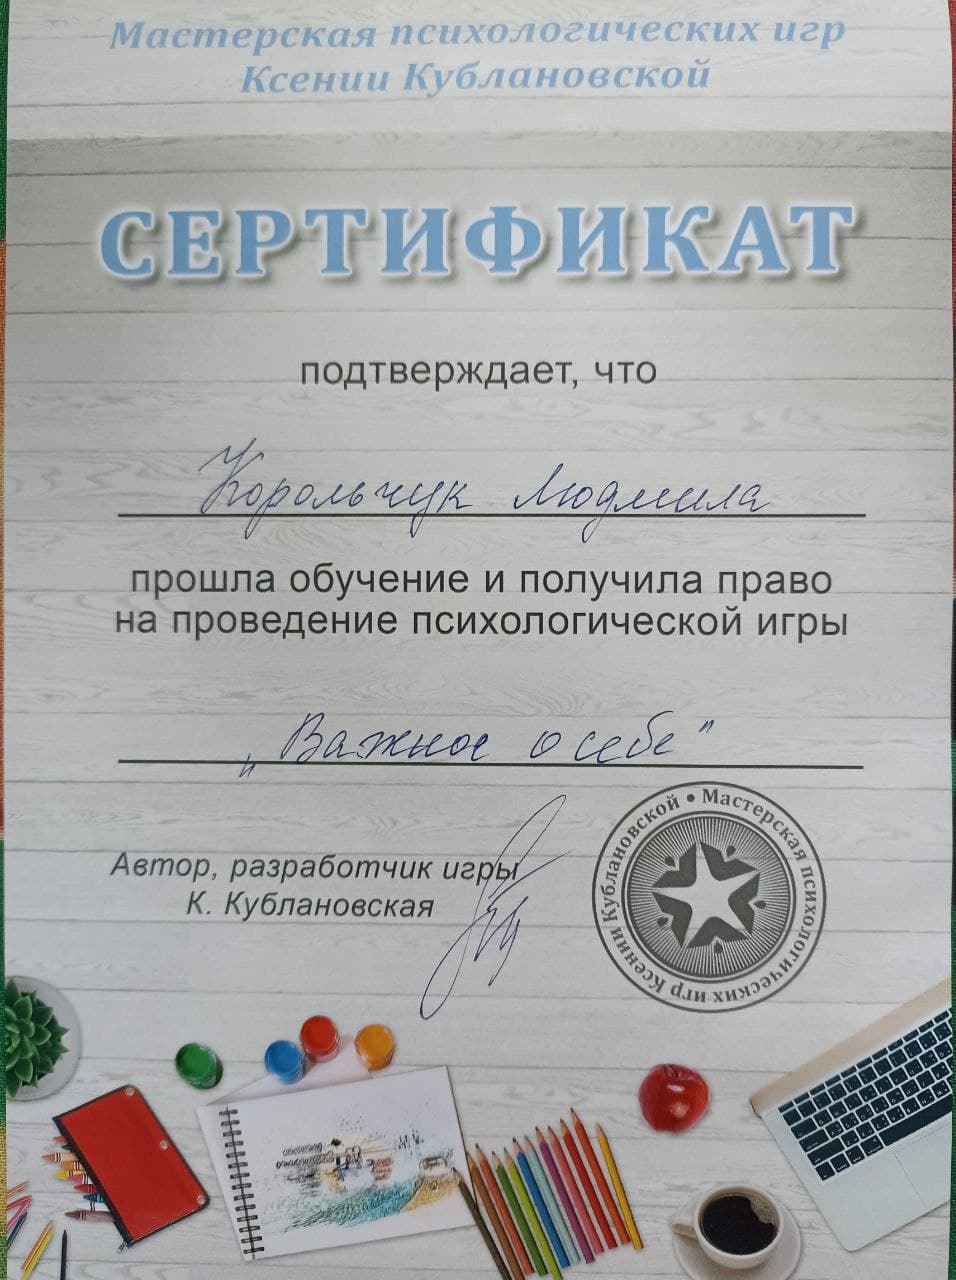 Мастерская психологических игр
Ксении Кублановской
СЕРТИФИКАТ
подтверждает, что
Корольчук Людмила
прошла обучение и получила право
на проведение психологической игры
„Важное о себе"
Автор, разработчик игры
К. Кублановская
Мастерская психологических игр Ксении Кублановской •